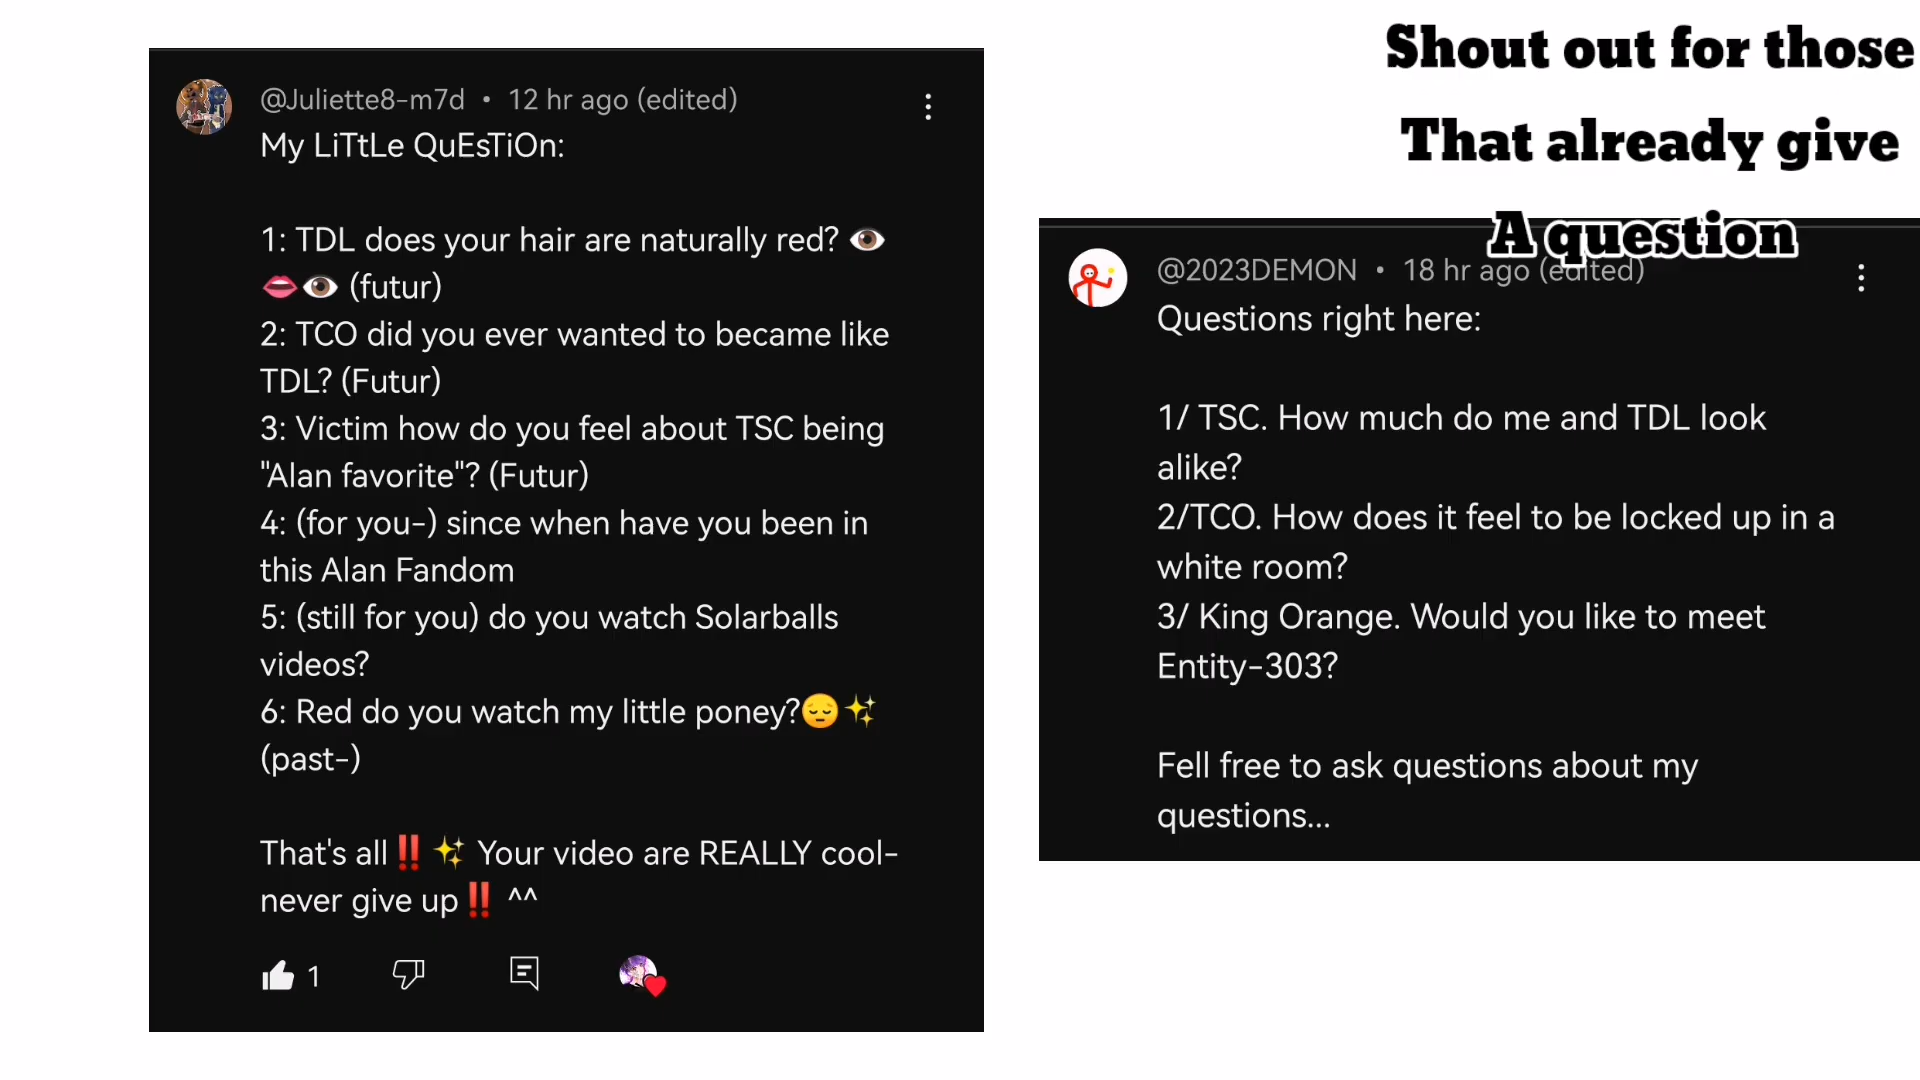 Shout out for those
That already give
A question
@Juliette8-m7d • 12 hr ago (edited)
My LiTtLe QuEsTiOn:
1: TDL does your hair are naturally red? 👁️
👄👁️ (futur)
2: TCO did you ever wanted to became like
TDL? (Futur)
3: Victim how do you feel about TSC being
"Alan favorite"? (Futur)
4: (for you-) since when have you been in
this Alan Fandom
5: (still for you) do you watch Solarballs
videos?
6: Red do you watch my little poney?😔✨
(past-)
That's all‼️✨ Your video are REALLY cool-
never give up‼️ ^^
1
@2023DEMON • 18 hr ago (edited)
Questions right here:
1/ TSC. How much do me and TDL look
alike?
2/TCO. How does it feel to be locked up in a
white room?
3/ King Orange. Would you like to meet
Entity-303?
Fell free to ask questions about my
questions...